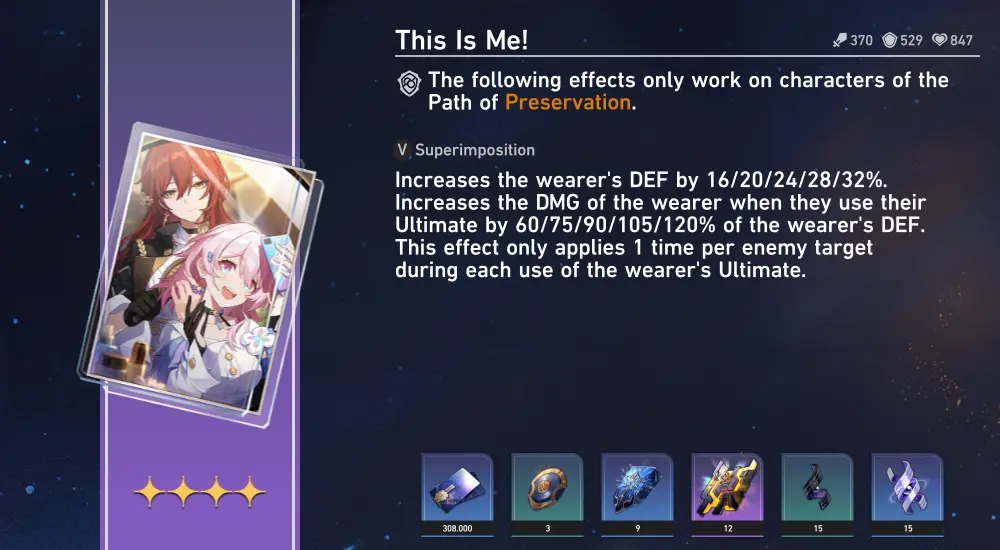 This Is Me!
370 529 847
The following effects only work on characters of the
Path of Preservation.
V Superimposition
Increases the wearer's DEF by 16/20/24/28/32%.
Increases the DMG of the wearer when they use their
Ultimate by 60/75/90/105/120% of the wearer's DEF.
This effect only applies 1 time per enemy target
during each use of the wearer's Ultimate.
308.000 3 9 12 15 15